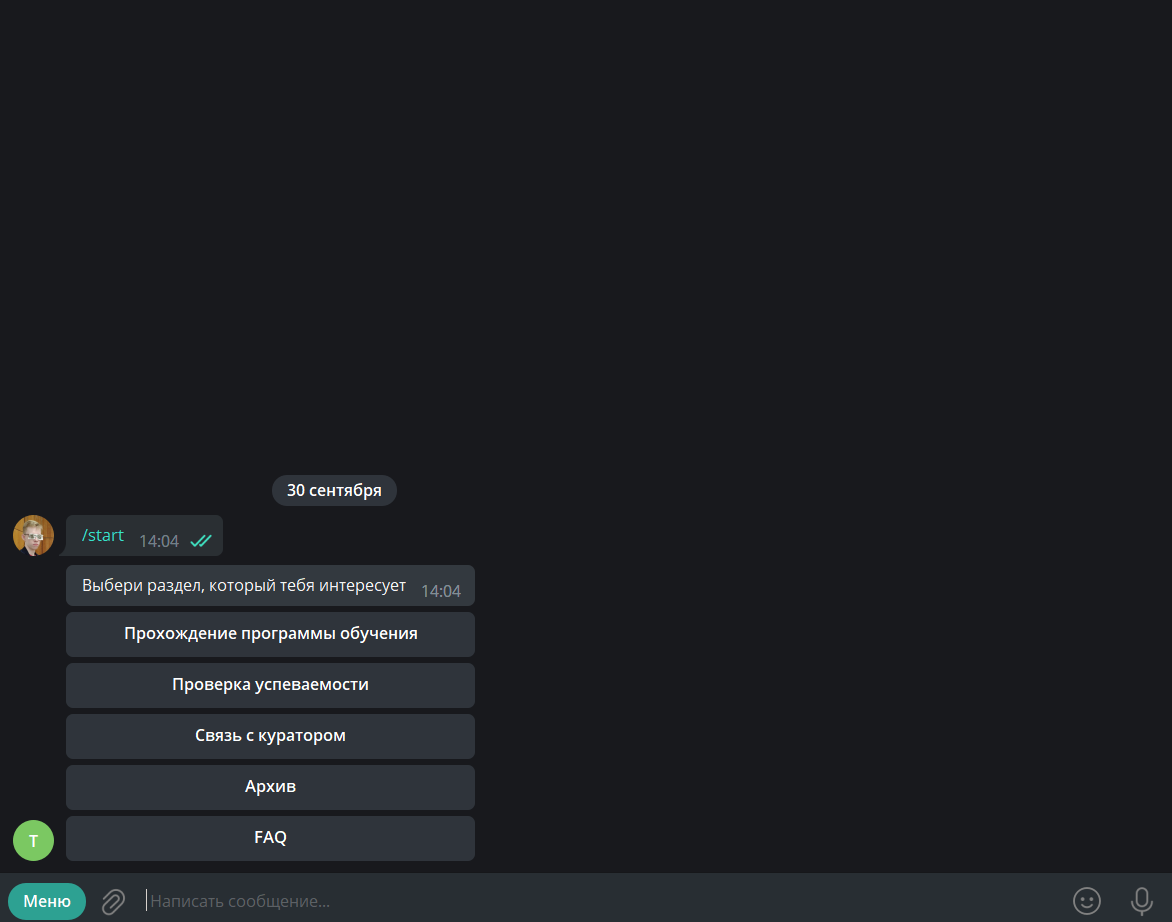 30 сентября
/start 14:04
Выбери раздел, который тебя интересует 14:04
Прохождение программы обучения
Проверка успеваемости
Связь с куратором
Архив
FAQ
T
Меню Написать сообщение...